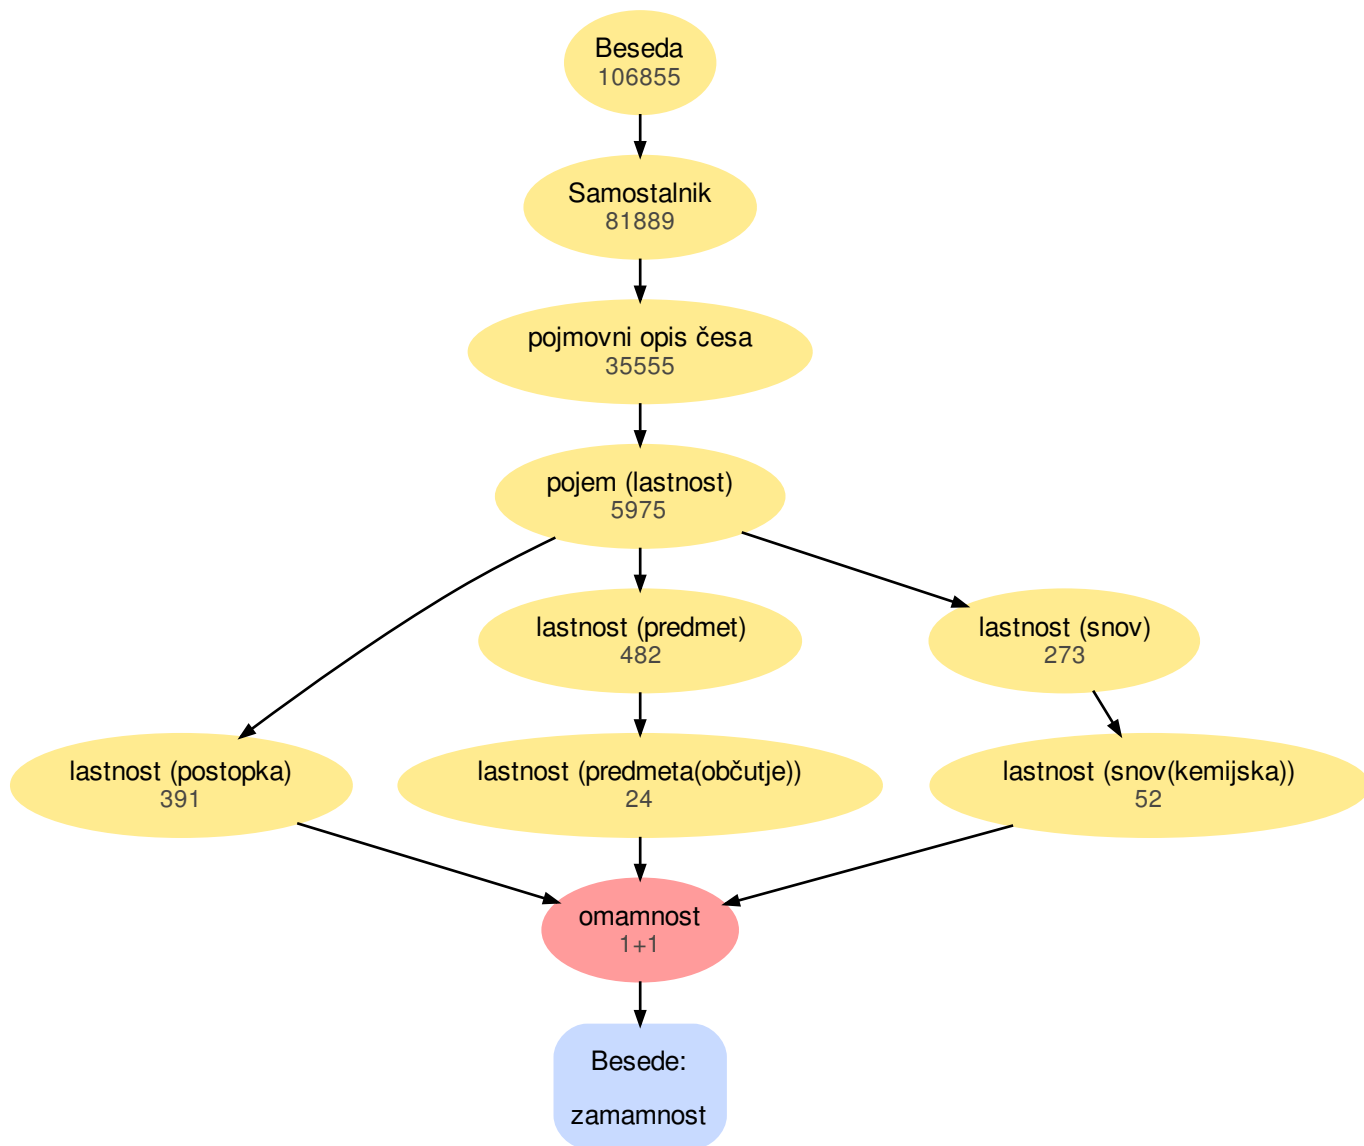 Beseda
106855
Samostalnik
81889
pojmovni opis česa
35555
pojem (lastnost)
5975
lastnost (predmet)
482
lastnost (snov)
273
lastnost (postopka)
391
lastnost (predmeta(občutje))
24
lastnost (snov(kemijska))
52
omamnost
1+1
Besede:
zamamnost